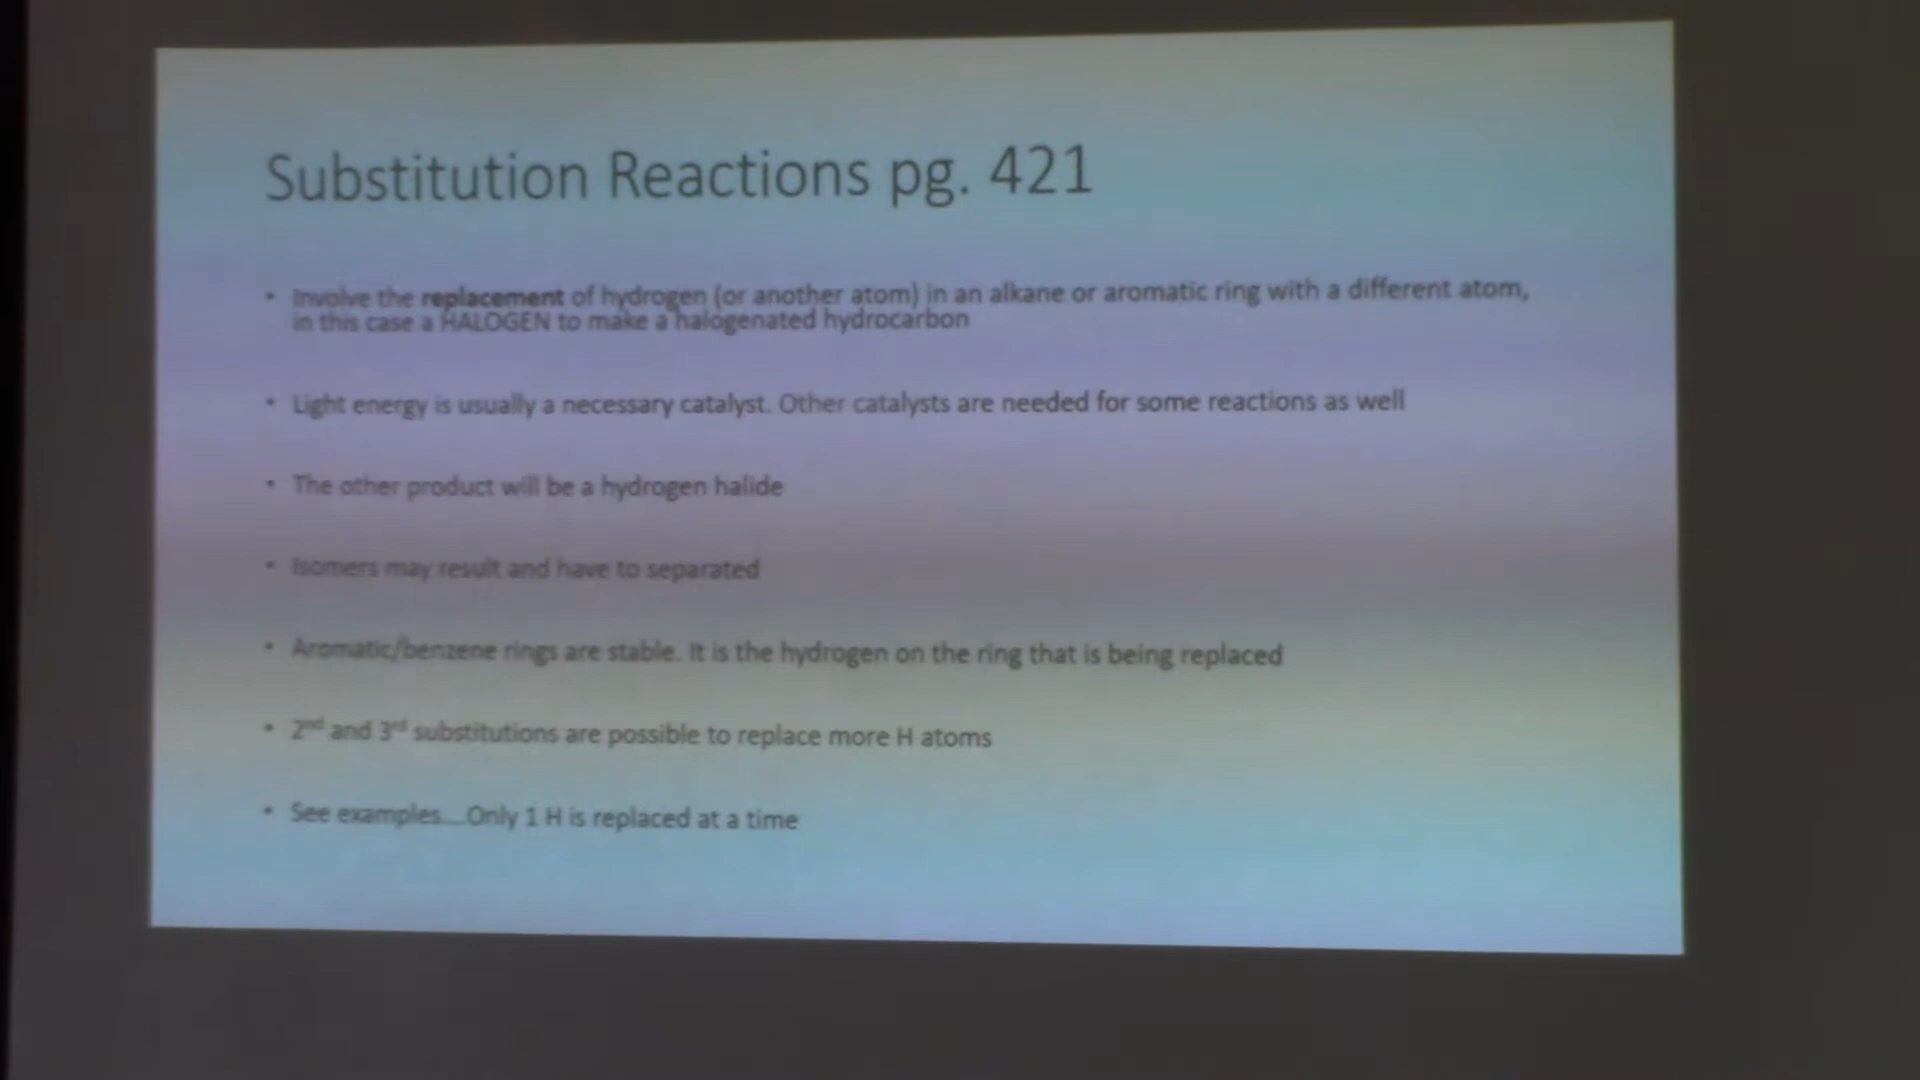 Substitution Reactions pg. 421
• Involve the replacement of hydrogen (or another atom) in an alkane or aromatic ring with a different atom,
in this case a HALOGEN to make a halogenated hydrocarbon
• Light energy is usually a necessary catalyst. Other catalysts are needed for some reactions as well
• The other product will be a hydrogen halide
• Isomers may result and have to separated
• Aromatic/benzene rings are stable. It is the hydrogen on the ring that is being replaced
• 2nd and 3rd substitutions are possible to replace more H atoms
• See examples....Only 1 H is replaced at a time